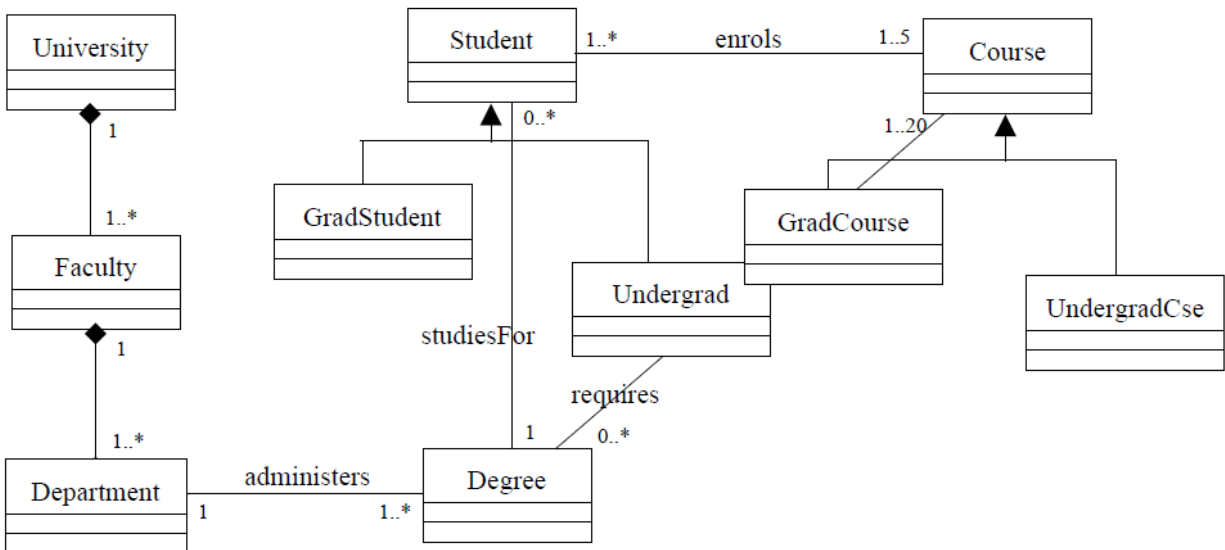 University
1
1..*
Faculty
1
1..*
Department
administers
1
1..*
Student
1..*
enrols
1..5
Course
0..*
1..20
GradStudent
GradCourse
Undergrad
UndergradCse
studiesFor
requires
1
0..*
Degree